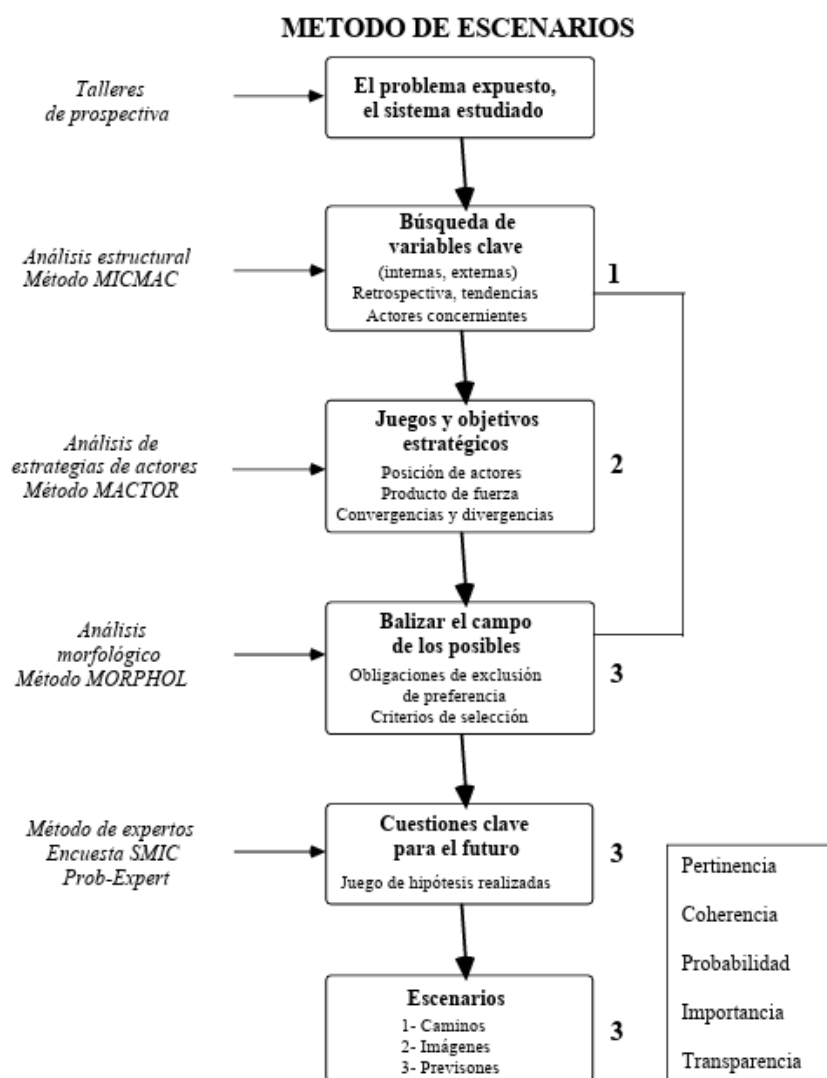 METODO DE ESCENARIOS
Talleres
de prospectiva
El problema expuesto,
el sistema estudiado
Análisis estructural
Método MICMAC
Búsqueda de
variables clave
(internas, externas)
Retrospectiva, tendencias
Actores concernientes
1
Análisis de
estrategias de actores
Método MACTOR
Juegos y objetivos
estratégicos
Posición de actores
Producto de fuerza
Convergencias y divergencias
2
Análisis
morfológico
Método MORPHOL
Balizar el campo
de los posibles
Obligaciones de exclusión
de preferencia
Criterios de selección
3
Método de expertos
Encuesta SMIC
Prob-Expert
Cuestiones clave
para el futuro
Juego de hipótesis realizadas
3
Escenarios
1- Caminos
2- Imágenes
3- Previsones
3
Pertinencia
Coherencia
Probabilidad
Importancia
Transparencia